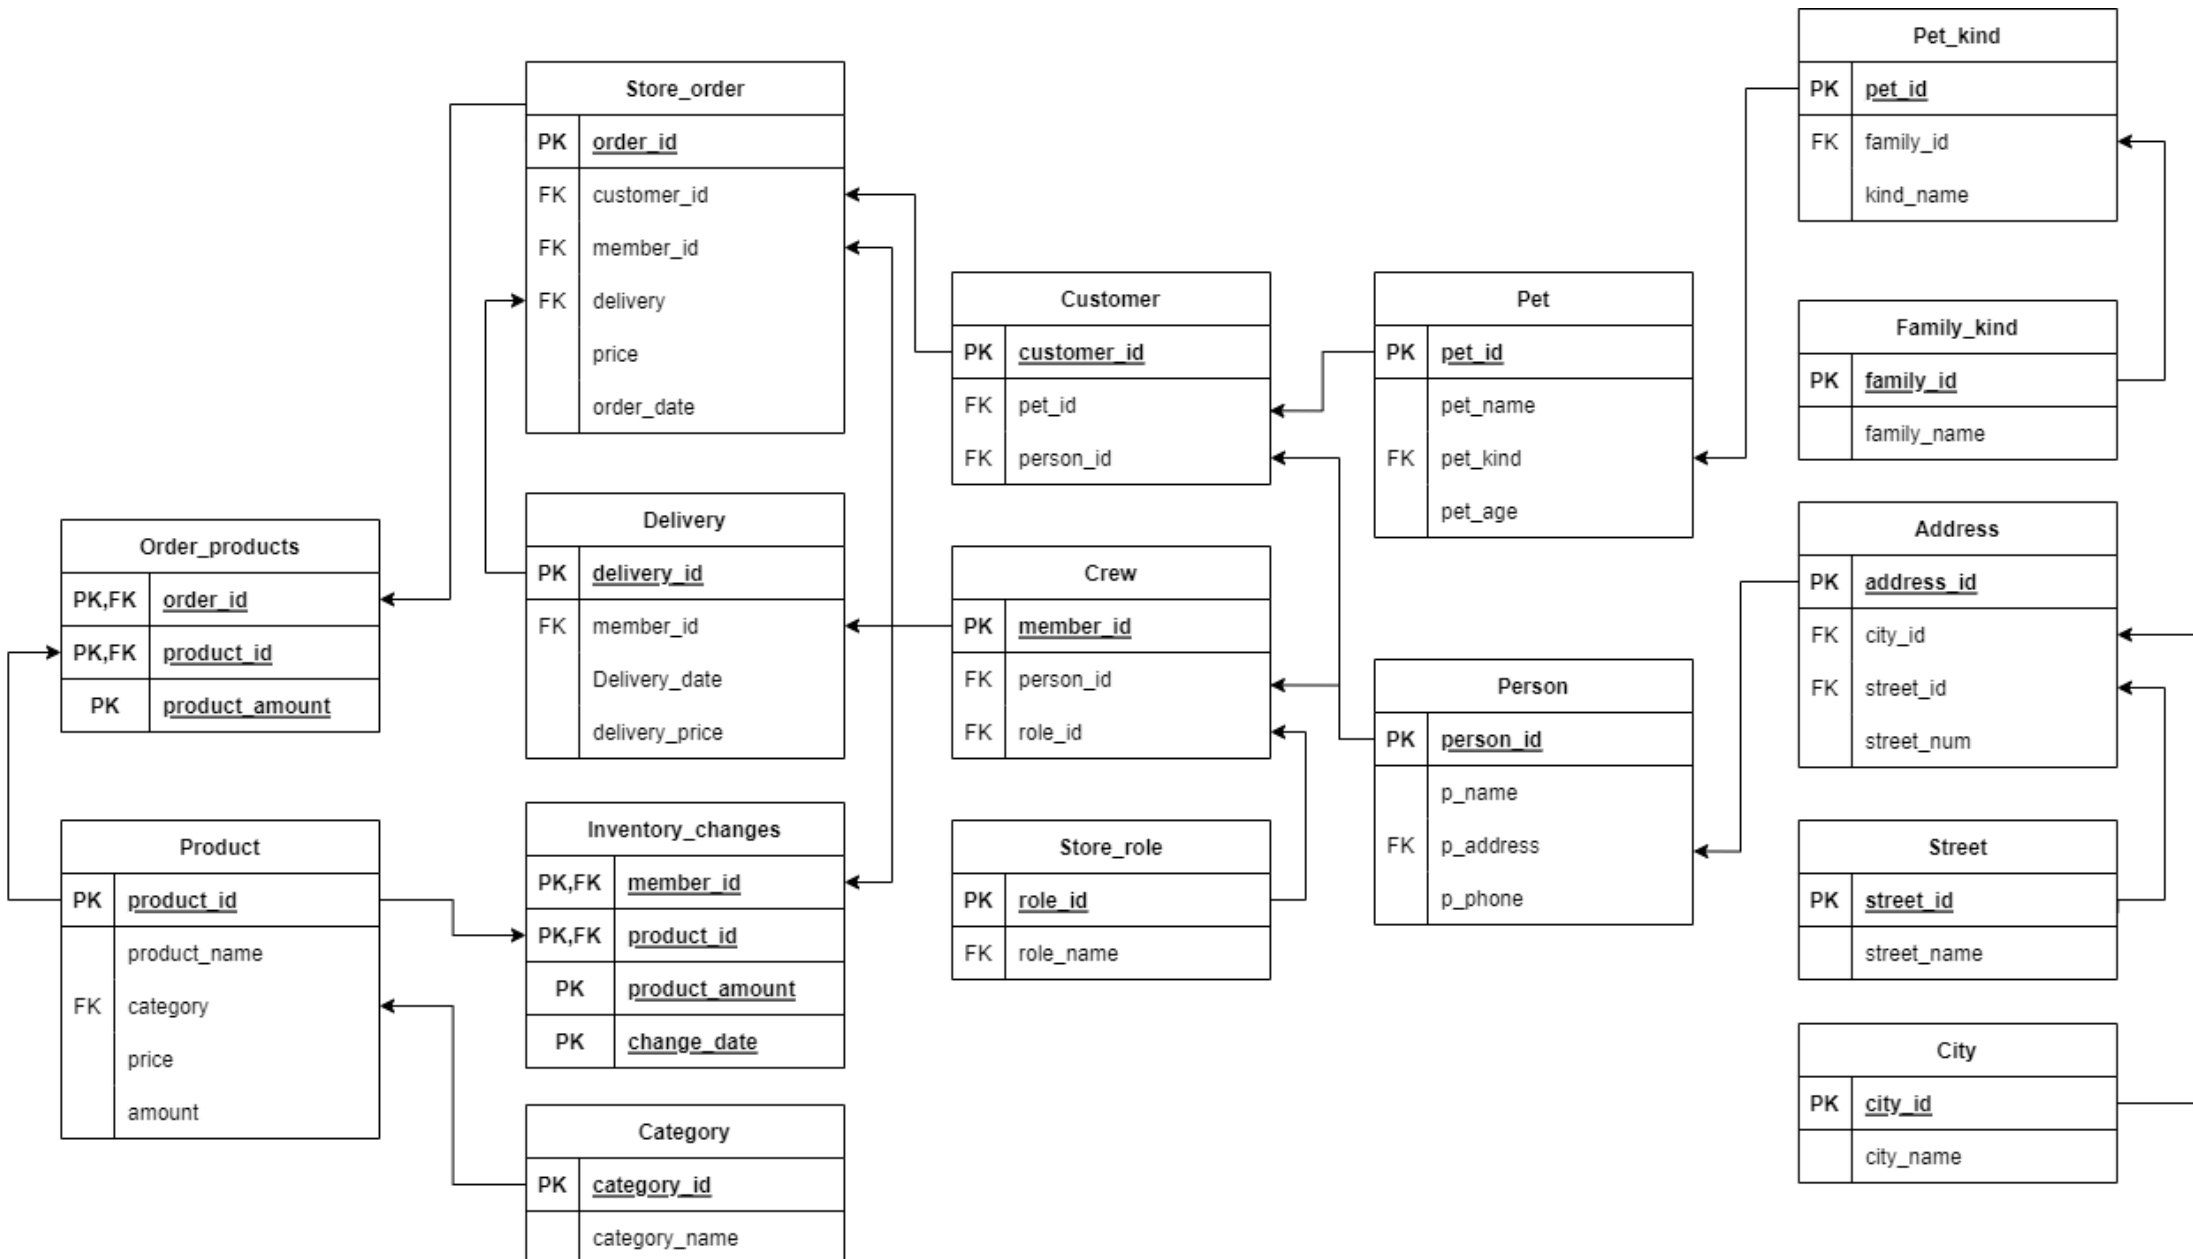 Store_order
PK order_id
FK customer_id
FK member_id
FK delivery
price
order_date
Order_products
PK,FK order_id
PK,FK product_id
PK product_amount
Product
PK product_id
product_name
FK category
price
amount
Delivery
PK delivery_id
FK member_id
Delivery_date
delivery_price
Inventory_changes
PK,FK member_id
PK,FK product_id
PK product_amount
PK change_date
Category
PK category_id
category_name
Customer
PK customer_id
FK pet_id
FK person_id
Crew
PK member_id
FK person_id
FK role_id
Store_role
PK role_id
FK role_name
Pet
PK pet_id
pet_name
FK pet_kind
pet_age
Person
PK person_id
p_name
FK p_address
p_phone
Pet_kind
PK pet_id
FK family_id
kind_name
Family_kind
PK family_id
family_name
Address
PK address_id
FK city_id
FK street_id
street_num
Street
PK street_id
street_name
City
PK city_id
city_name